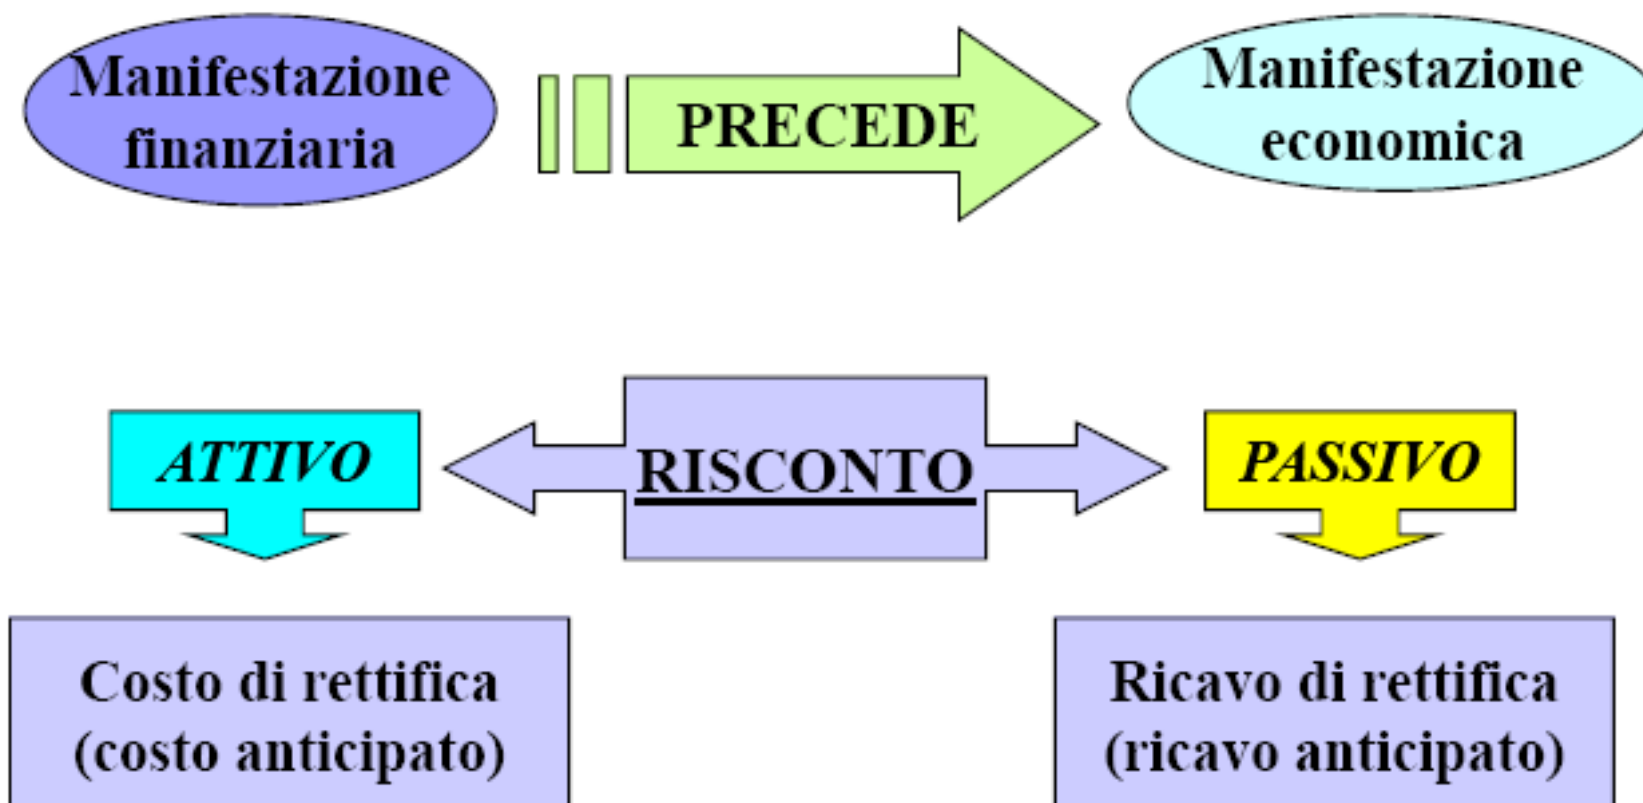 Manifestazione
finanziaria
PRECEDE
Manifestazione
economica
ATTIVO
RISCONTO
PASSIVO
Costo di rettifica
(costo anticipato)
Ricavo di rettifica
(ricavo anticipato)